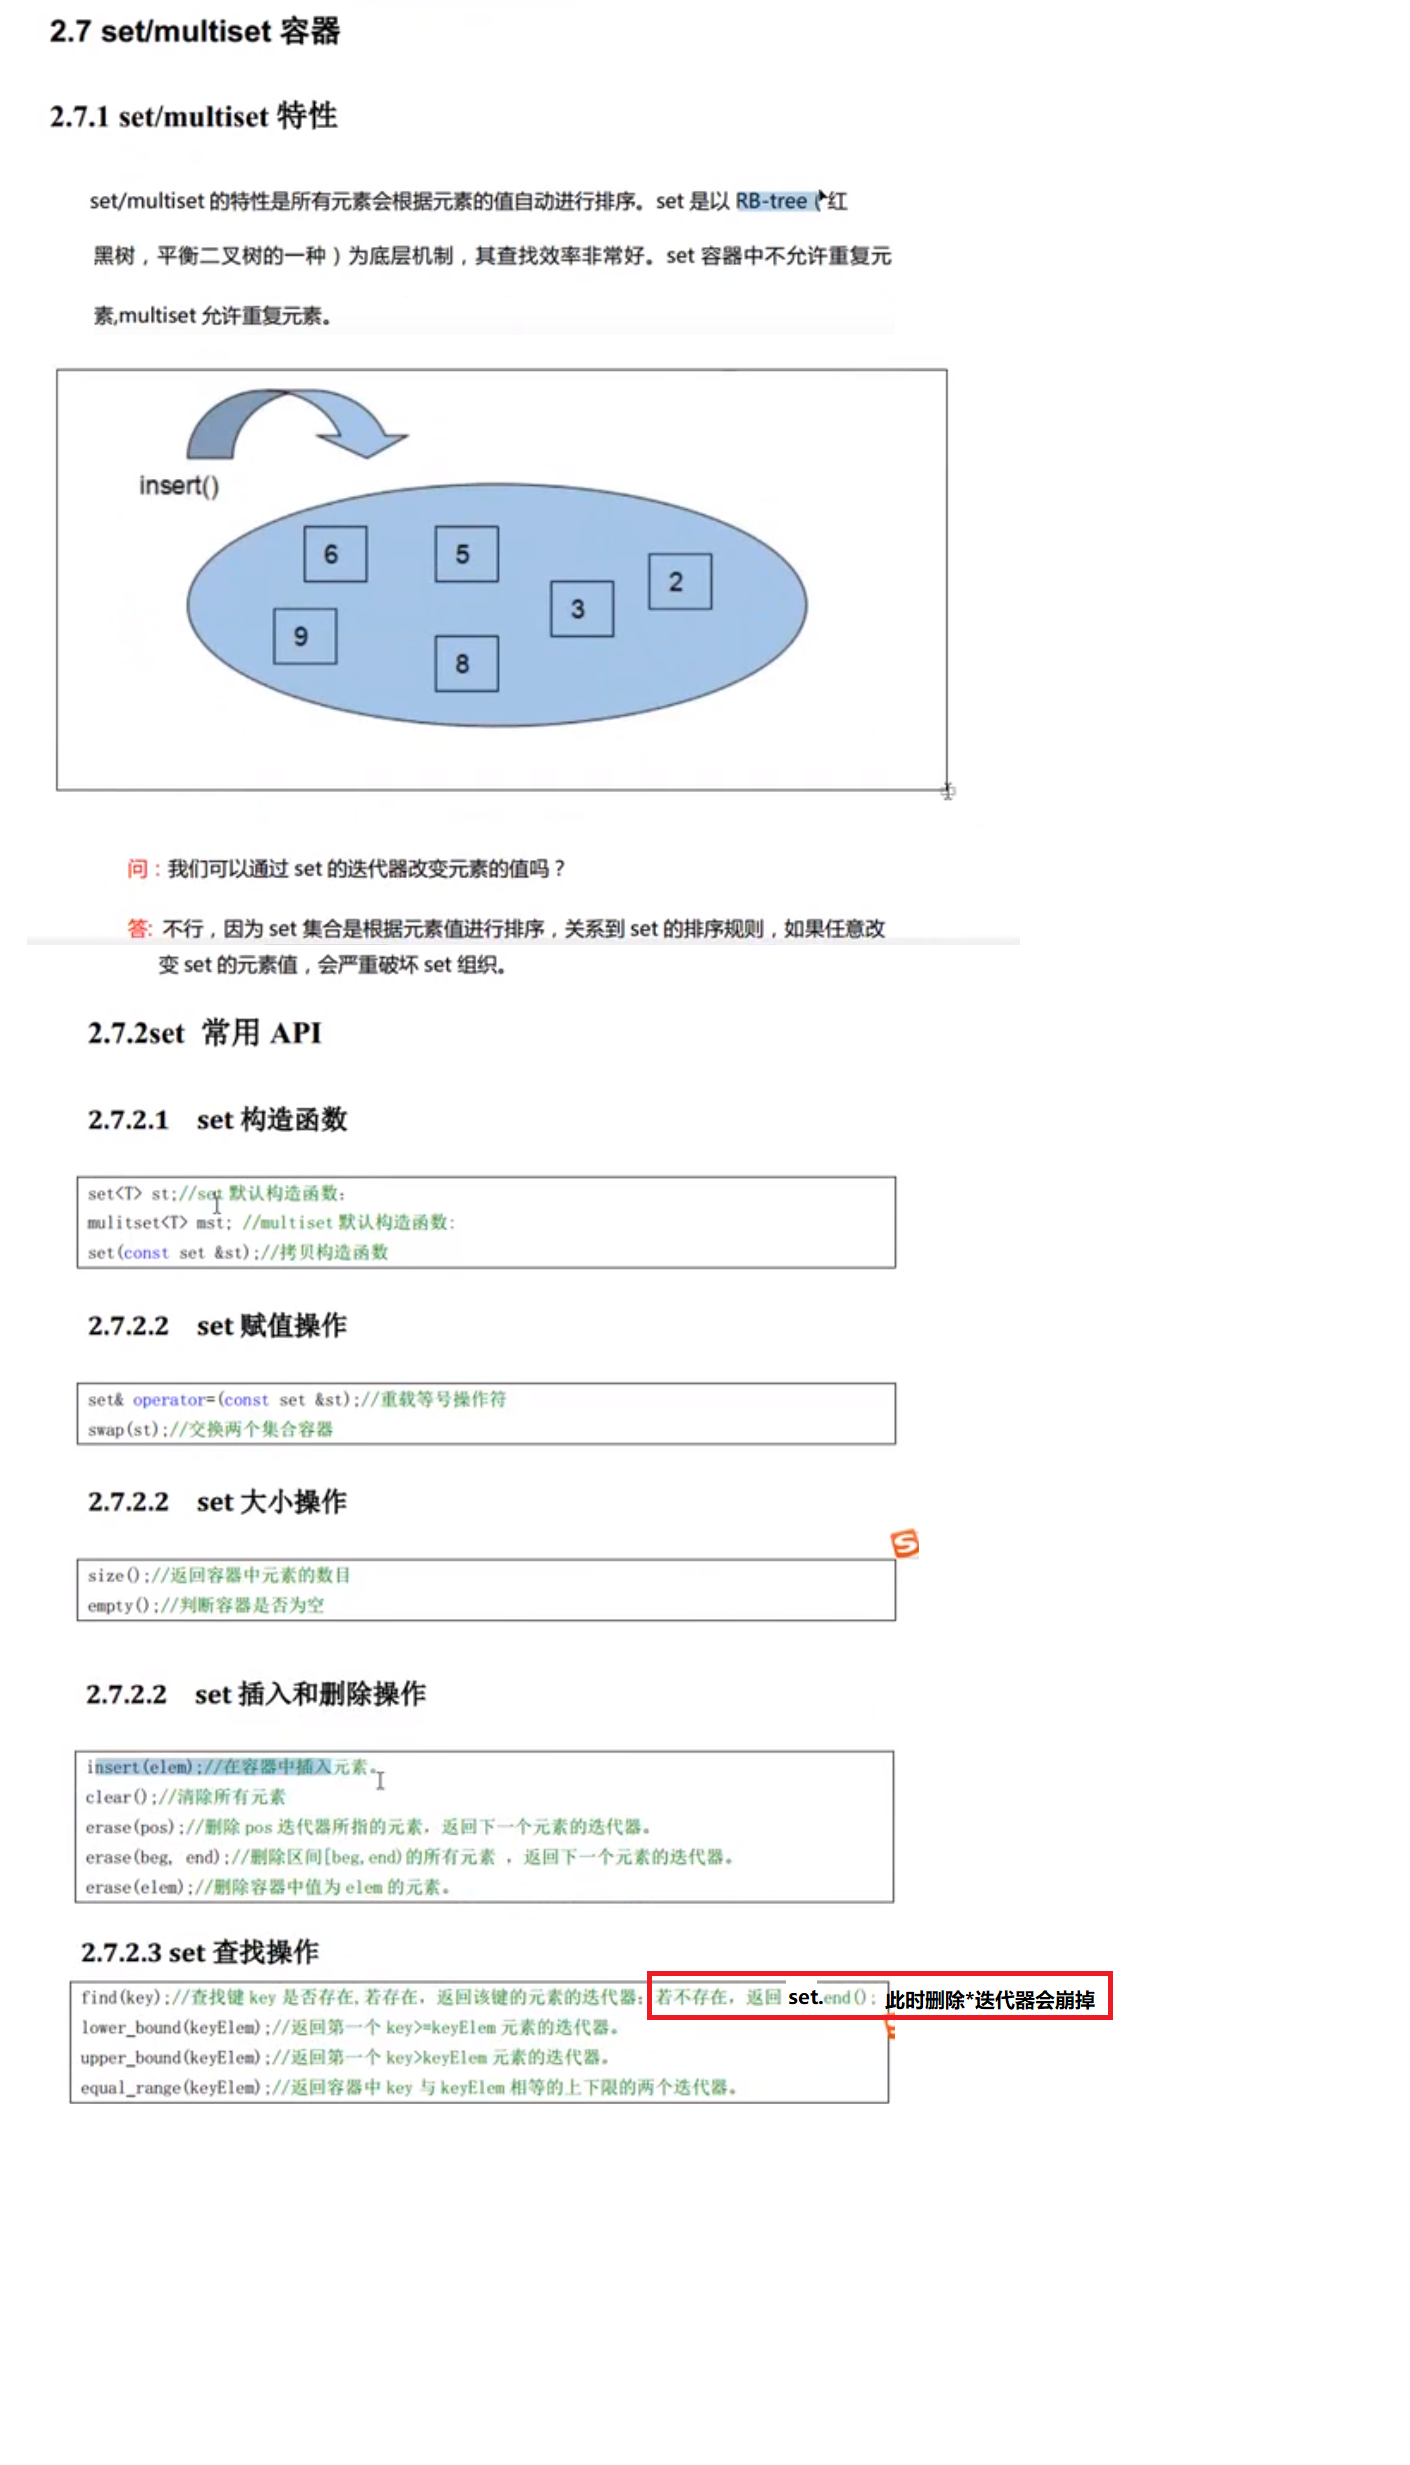 2.7 set/multiset 容器
2.7.1 set/multiset 特性
set/multiset 的特性是所有元素会根据元素的值自动进行排序。set 是以 RB-tree（红
黑树，平衡二叉树的一种）为底层机制，其查找效率非常好。set 容器中不允许重复元
素,multiset 允许重复元素。
insert()
6
5
2
3
9
8
问：我们可以通过 set 的迭代器改变元素的值吗？
答: 不行，因为 set 集合是根据元素值进行排序，关系到 set 的排序规则，如果任意改
变 set 的元素值，会严重破坏 set 组织。
2.7.2set 常用 API
2.7.2.1 set 构造函数
set<T> st;//set 默认构造函数：
mulitset<T> mst; //multiset 默认构造函数:
set(const set &st);//拷贝构造函数
2.7.2.2 set 赋值操作
set& operator=(const set &st);//重载等号操作符
swap(st);//交换两个集合容器
2.7.2.2 set 大小操作
size();//返回容器中元素的数目
empty();//判断容器是否为空
2.7.2.2 set 插入和删除操作
insert(elem);//在容器中插入元素。
clear();//清除所有元素
erase(pos);//删除 pos 迭代器所指的元素，返回下一个元素的迭代器。
erase(beg, end);//删除区间[beg,end)的所有元素 ，返回下一个元素的迭代器。
erase(elem);//删除容器中值为 elem 的元素。
2.7.2.3 set 查找操作
find(key);//查找键 key 是否存在,若存在，返回该键的元素的迭代器；若不存在，返回 set.end(); 此时删除*迭代器会崩掉
lower_bound(keyElem);//返回第一个 key>=keyElem 元素的迭代器。
upper_bound(keyElem);//返回第一个 key>keyElem 元素的迭代器。
equal_range(keyElem);//返回容器中 key 与 keyElem 相等的上下限的两个迭代器。